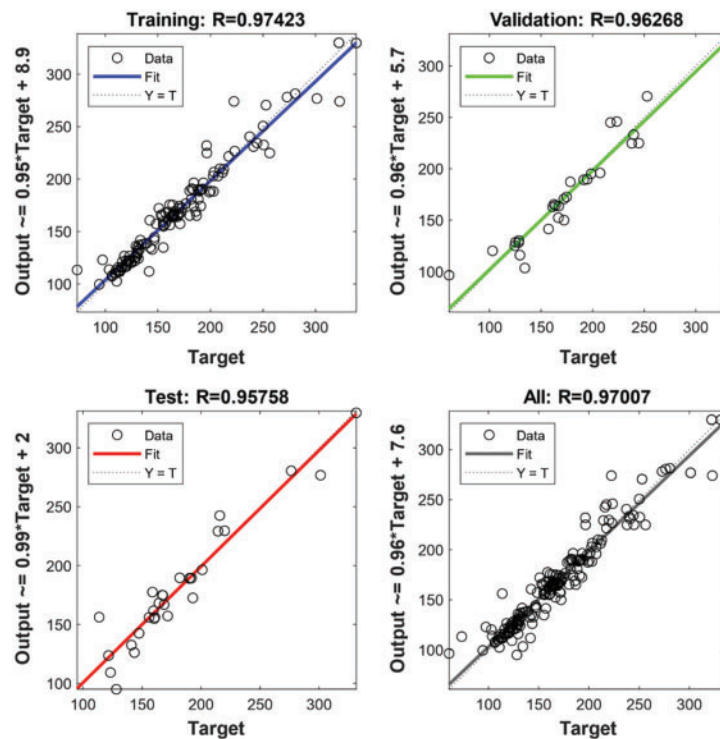 Training: R=0.97423
Output ~= 0.95*Target + 8.9
300
250
200
150
100
Data
Fit
Y = T
100 150 200 250 300
Target
Validation: R=0.96268
Output ~= 0.96*Target + 5.7
300
250
200
150
100
Data
Fit
Y = T
100 150 200 250 300
Target
Test: R=0.95758
Output ~= 0.99*Target + 2
300
250
200
150
100
Data
Fit
Y = T
100 150 200 250 300
Target
All: R=0.97007
Output ~= 0.96*Target + 7.6
300
250
200
150
100
Data
Fit
Y = T
100 150 200 250 300
Target